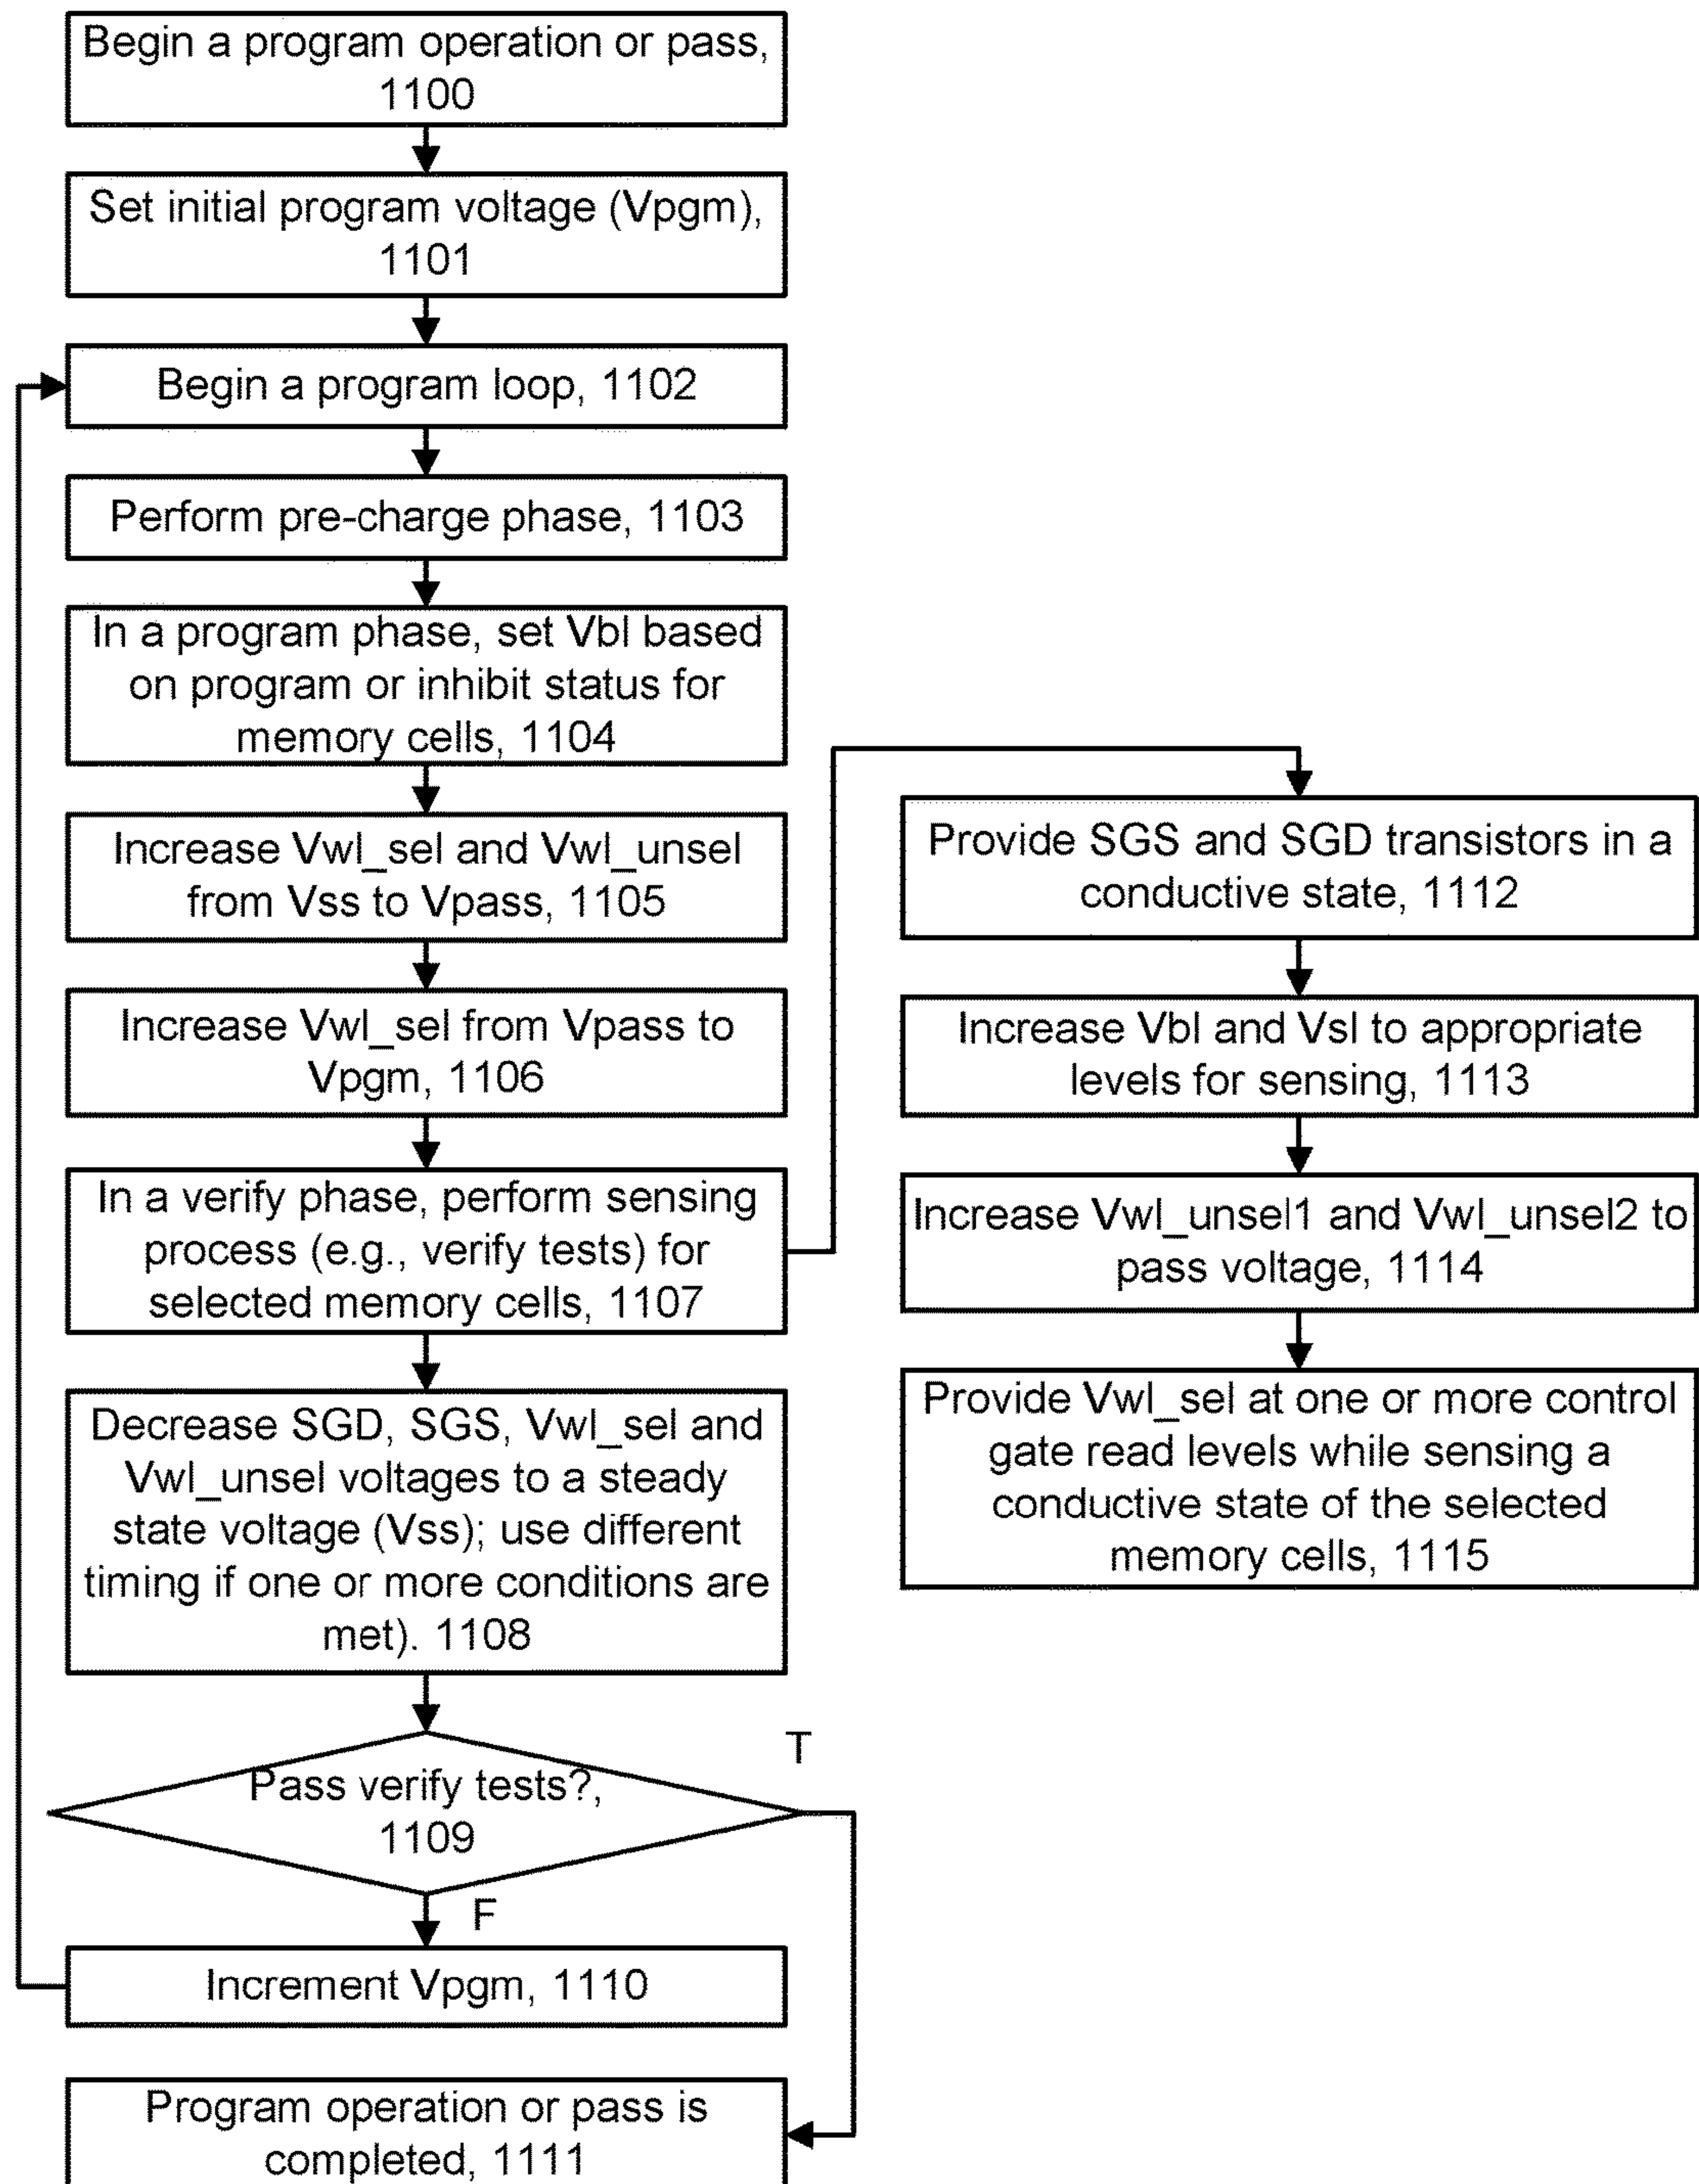 Begin a program operation or pass,
1100
Set initial program voltage (Vpgm),
1101
Begin a program loop, 1102
Perform pre-charge phase, 1103
In a program phase, set Vbl based
on program or inhibit status for
memory cells, 1104
Increase Vwl_sel and Vwl_unsel
from Vss to Vpass, 1105
Increase Vwl_sel from Vpass to
Vpgm, 1106
In a verify phase, perform sensing
process (e.g., verify tests) for
selected memory cells, 1107
Decrease SGD, SGS, Vwl_sel and
Vwl_unsel voltages to a steady
state voltage (Vss); use different
timing if one or more conditions are
met). 1108
T
Pass verify tests?,
1109
F
Increment Vpgm, 1110
Program operation or pass is
completed, 1111
Provide SGS and SGD transistors in a
conductive state, 1112
Increase Vbl and Vsl to appropriate
levels for sensing, 1113
Increase Vwl_unsel1 and Vwl_unsel2 to
pass voltage, 1114
Provide Vwl_sel at one or more control
gate read levels while sensing a
conductive state of the selected
memory cells, 1115